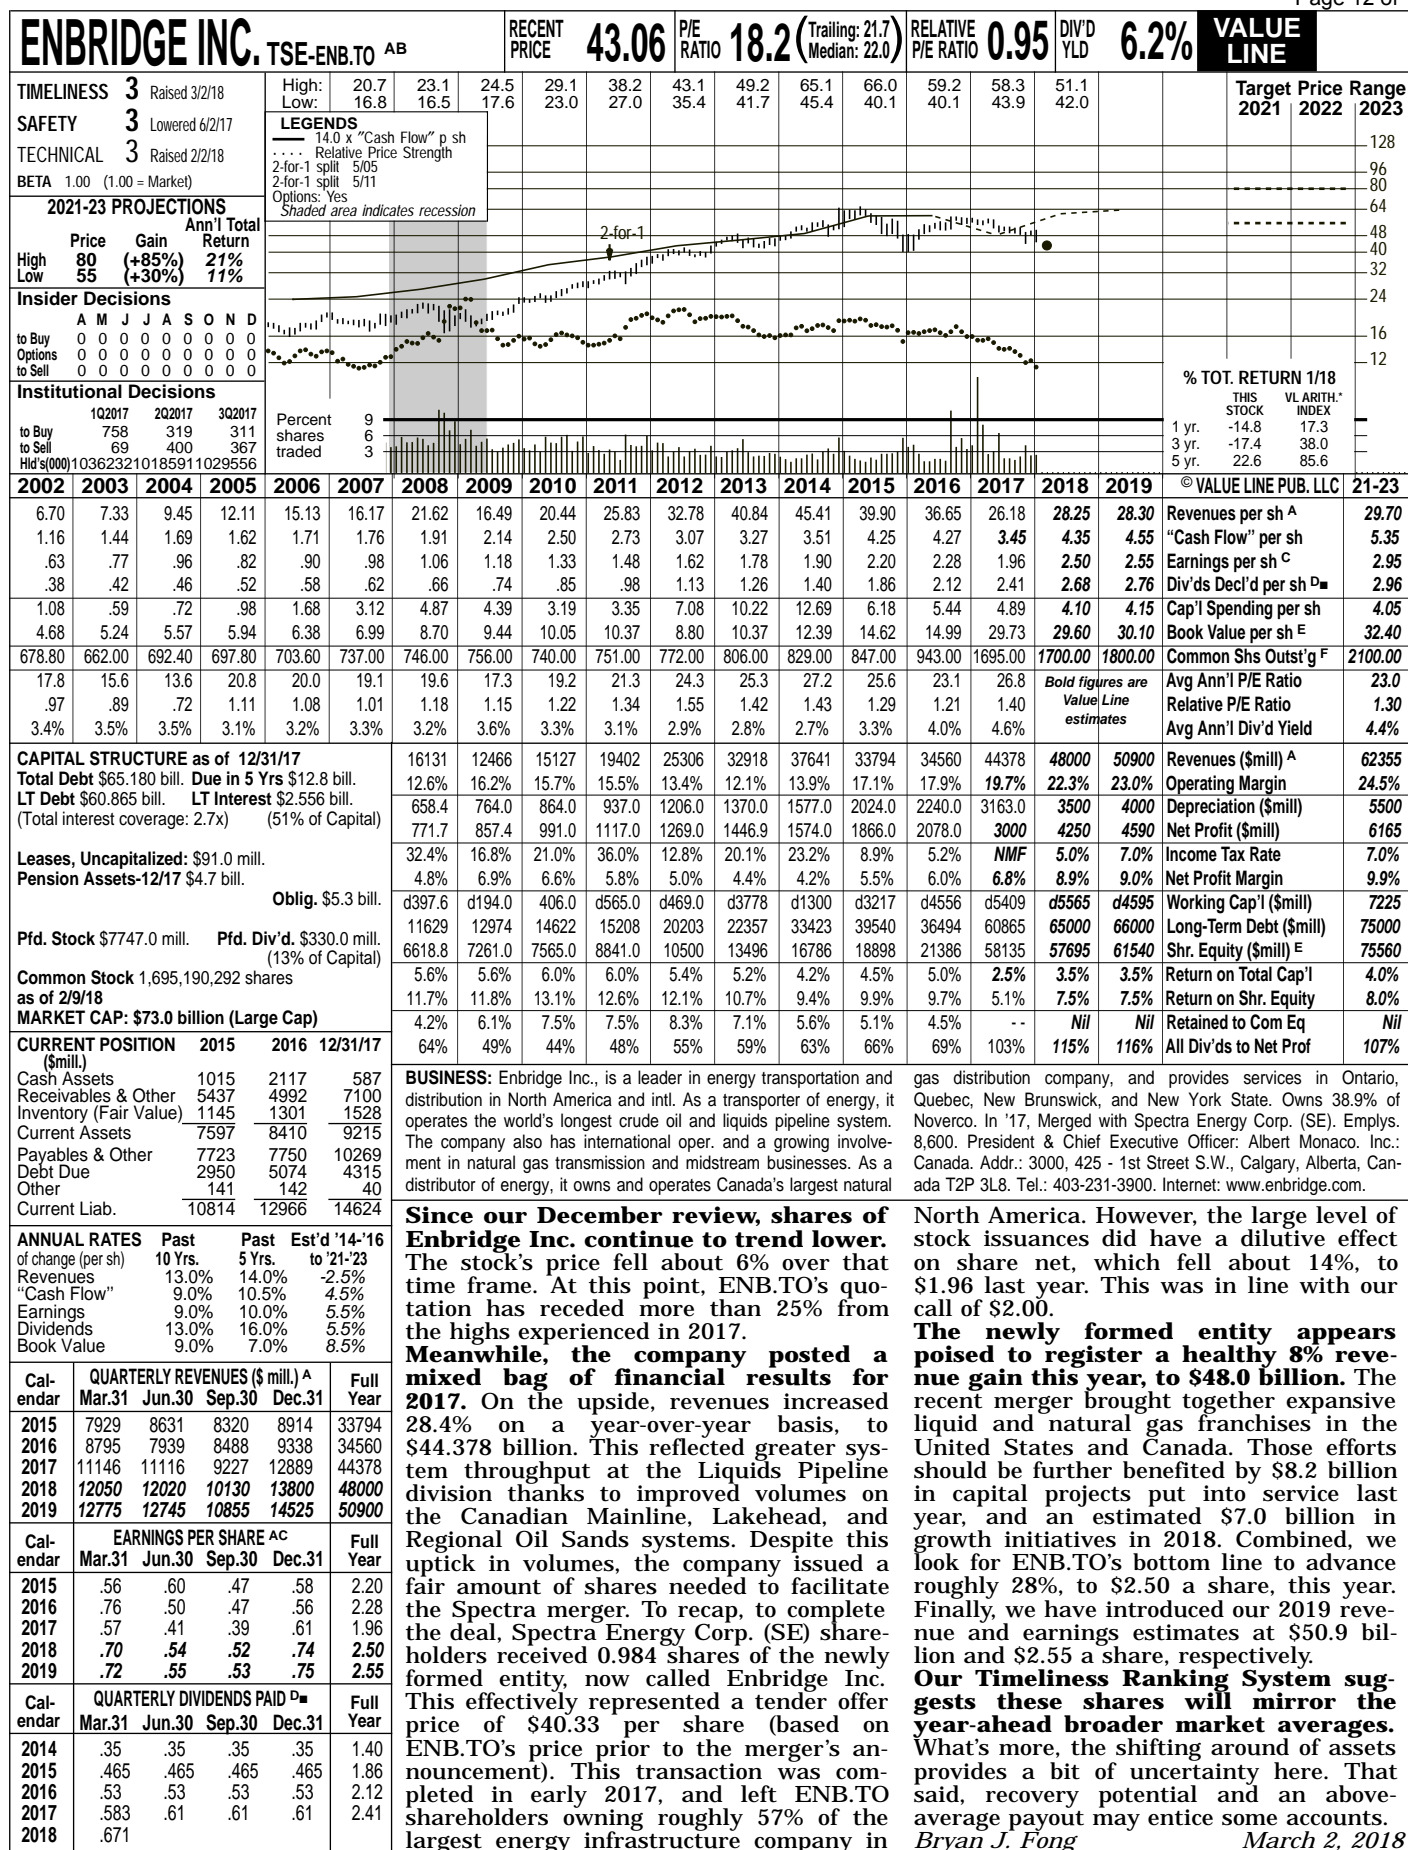 Page 12 of
ENBRIDGE INC. TSE-ENB.TO AB
RECENT PRICE 43.06 P/E RATIO 18.2 (Trailing: 21.7 Median: 22.0) RELATIVE P/E RATIO 0.95 DIV'D YLD 6.2% VALUE LINE
TIMELINESS 3 Raised 3/2/18
SAFETY 3 Lowered 6/2/17
TECHNICAL 3 Raised 2/2/18
BETA 1.00 (1.00 = Market)
High: 20.7 23.1 24.5 29.1 38.2 43.1 49.2 65.1 66.0 59.2 58.3 51.1
Low: 16.8 16.5 17.6 23.0 27.0 35.4 41.7 45.4 40.1 40.1 43.9 42.0
Target Price Range
2021 2022 2023
LEGENDS
14.0 x "Cash Flow" p sh
. . . . Relative Price Strength
2-for-1 split 5/05
2-for-1 split 5/11
Options: Yes
Shaded area indicates recession
2-for-1
128
96
80
64
48
40
32
24
16
12
2021-23 PROJECTIONS
Ann'l Total
Price Gain Return
High 80 (+85%) 21%
Low 55 (+30%) 11%
Insider Decisions
A M J J A S O N D
to Buy 0 0 0 0 0 0 0 0 0
Options 0 0 0 0 0 0 0 0 0
to Sell 0 0 0 0 0 0 0 0 0
Institutional Decisions
1Q2017 2Q2017 3Q2017
to Buy 758 319 311
to Sell 69 400 367
Hld's(000) 1036232 1018591 1029556
Percent 9
shares 6
traded 3
% TOT. RETURN 1/18
THIS STOCK VL ARITH.* INDEX
1 yr. -14.8 17.3
3 yr. -17.4 38.0
5 yr. 22.6 85.6
2002 2003 2004 2005 2006 2007 2008 2009 2010 2011 2012 2013 2014 2015 2016 2017 2018 2019 © VALUE LINE PUB. LLC 21-23
6.70 7.33 9.45 12.11 15.13 16.17 21.62 16.49 20.44 25.83 32.78 40.84 45.41 39.90 36.65 26.18 28.25 28.30 Revenues per sh A 29.70
1.16 1.44 1.69 1.62 1.71 1.76 1.91 2.14 2.50 2.73 3.07 3.27 3.51 4.25 4.27 3.45 4.35 4.55 "Cash Flow" per sh 5.35
.63 .77 .96 .82 .90 .98 1.06 1.18 1.33 1.48 1.62 1.78 1.90 2.20 2.28 1.96 2.50 2.55 Earnings per sh C 2.95
.38 .42 .46 .52 .58 .62 .66 .74 .85 .98 1.13 1.26 1.40 1.86 2.12 2.41 2.68 2.76 Div'ds Decl'd per sh D■ 2.96
1.08 .59 .72 .98 1.68 3.12 4.87 4.39 3.19 3.35 7.08 10.22 12.69 6.18 5.44 4.89 4.10 4.15 Cap'l Spending per sh 4.05
4.68 5.24 5.57 5.94 6.38 6.99 8.70 9.44 10.05 10.37 8.80 10.37 12.39 14.62 14.99 29.73 29.60 30.10 Book Value per sh E 32.40
678.80 662.00 692.40 697.80 703.60 737.00 746.00 756.00 740.00 751.00 772.00 806.00 829.00 847.00 943.00 1695.00 1700.00 1800.00 Common Shs Outst'g F 2100.00
17.8 15.6 13.6 20.8 20.0 19.1 19.6 17.3 19.2 21.3 24.3 25.3 27.2 25.6 23.1 26.8 Bold figures are Avg Ann'l P/E Ratio 23.0
.97 .89 .72 1.11 1.08 1.01 1.18 1.15 1.22 1.34 1.55 1.42 1.43 1.29 1.21 1.40 Value Line Relative P/E Ratio 1.30
3.4% 3.5% 3.5% 3.1% 3.2% 3.3% 3.2% 3.6% 3.3% 3.1% 2.9% 2.8% 2.7% 3.3% 4.0% 4.6% estimates Avg Ann'l Div'd Yield 4.4%
CAPITAL STRUCTURE as of 12/31/17
Total Debt $65.180 bill. Due in 5 Yrs $12.8 bill.
LT Debt $60.865 bill. LT Interest $2.556 bill.
(Total interest coverage: 2.7x) (51% of Capital)
Leases, Uncapitalized: $91.0 mill.
Pension Assets-12/17 $4.7 bill.
Oblig. $5.3 bill.
Pfd. Stock $7747.0 mill. Pfd. Div'd. $330.0 mill.
(13% of Capital)
Common Stock 1,695,190,292 shares
as of 2/9/18
MARKET CAP: $73.0 billion (Large Cap)
16131 12466 15127 19402 25306 32918 37641 33794 34560 44378 48000 50900 Revenues ($mill) A 62355
12.6% 16.2% 15.7% 15.5% 13.4% 12.1% 13.9% 17.1% 17.9% 19.7% 22.3% 23.0% Operating Margin 24.5%
658.4 764.0 864.0 937.0 1206.0 1370.0 1577.0 2024.0 2240.0 3163.0 3500 4000 Depreciation ($mill) 5500
771.7 857.4 991.0 1117.0 1269.0 1446.9 1574.0 1866.0 2078.0 3000 4250 4590 Net Profit ($mill) 6165
32.4% 16.8% 21.0% 36.0% 12.8% 20.1% 23.2% 8.9% 5.2% NMF 5.0% 7.0% Income Tax Rate 7.0%
4.8% 6.9% 6.6% 5.8% 5.0% 4.4% 4.2% 5.5% 6.0% 6.8% 8.9% 9.0% Net Profit Margin 9.9%
d397.6 d194.0 406.0 d565.0 d469.0 d3778 d1300 d3217 d4556 d5409 d5565 d4595 Working Cap'l ($mill) 7225
11629 12974 14622 15208 20203 22357 33423 39540 36494 60865 65000 66000 Long-Term Debt ($mill) 75000
6618.8 7261.0 7565.0 8841.0 10500 13496 16786 18898 21386 58135 57695 61540 Shr. Equity ($mill) E 75560
5.6% 5.6% 6.0% 6.0% 5.4% 5.2% 4.2% 4.5% 5.0% 2.5% 3.5% 3.5% Return on Total Cap'l 4.0%
11.7% 11.8% 13.1% 12.6% 12.1% 10.7% 9.4% 9.9% 9.7% 5.1% 7.5% 7.5% Return on Shr. Equity 8.0%
4.2% 6.1% 7.5% 7.5% 8.3% 7.1% 5.6% 5.1% 4.5% - - Nil Nil Retained to Com Eq Nil
64% 49% 44% 48% 55% 59% 63% 66% 69% 103% 115% 116% All Div'ds to Net Prof 107%
CURRENT POSITION 2015 2016 12/31/17
($mill.)
Cash Assets 1015 2117 587
Receivables & Other 5437 4992 7100
Inventory (Fair Value) 1145 1301 1528
Current Assets 7597 8410 9215
Payables & Other 7723 7750 10269
Debt Due 2950 5074 4315
Other 141 142 40
Current Liab. 10814 12966 14624
ANNUAL RATES Past Past Est'd '14-'16
of change (per sh) 10 Yrs. 5 Yrs. to '21-'23
Revenues 13.0% 14.0% -2.5%
"Cash Flow" 9.0% 10.5% 4.5%
Earnings 9.0% 10.0% 5.5%
Dividends 13.0% 16.0% 5.5%
Book Value 9.0% 7.0% 8.5%
Cal-endar QUARTERLY REVENUES ($ mill.) A Full Year
Mar.31 Jun.30 Sep.30 Dec.31
2015 7929 8631 8320 8914 33794
2016 8795 7939 8488 9338 34560
2017 11146 11116 9227 12889 44378
2018 12050 12020 10130 13800 48000
2019 12775 12745 10855 14525 50900
Cal-endar EARNINGS PER SHARE AC Full Year
Mar.31 Jun.30 Sep.30 Dec.31
2015 .56 .60 .47 .58 2.20
2016 .76 .50 .47 .56 2.28
2017 .57 .41 .39 .61 1.96
2018 .70 .54 .52 .74 2.50
2019 .72 .55 .53 .75 2.55
Cal-endar QUARTERLY DIVIDENDS PAID D■ Full Year
Mar.31 Jun.30 Sep.30 Dec.31
2014 .35 .35 .35 .35 1.40
2015 .465 .465 .465 .465 1.86
2016 .53 .53 .53 .53 2.12
2017 .583 .61 .61 .61 2.41
2018 .671
BUSINESS: Enbridge Inc., is a leader in energy transportation and
distribution in North America and intl. As a transporter of energy, it
operates the world's longest crude oil and liquids pipeline system.
The company also has international oper. and a growing involve-
ment in natural gas transmission and midstream businesses. As a
distributor of energy, it owns and operates Canada's largest natural
gas distribution company, and provides services in Ontario,
Quebec, New Brunswick, and New York State. Owns 38.9% of
Noverco. In '17, Merged with Spectra Energy Corp. (SE). Emplys.
8,600. President & Chief Executive Officer: Albert Monaco. Inc.:
Canada. Addr.: 3000, 425 - 1st Street S.W., Calgary, Alberta, Can-
ada T2P 3L8. Tel.: 403-231-3900. Internet: www.enbridge.com.
Since our December review, shares of
Enbridge Inc. continue to trend lower.
The stock's price fell about 6% over that
time frame. At this point, ENB.TO's quo-
tation has receded more than 25% from
the highs experienced in 2017.
Meanwhile, the company posted a
mixed bag of financial results for
2017. On the upside, revenues increased
28.4% on a year-over-year basis, to
$44.378 billion. This reflected greater sys-
tem throughput at the Liquids Pipeline
division thanks to improved volumes on
the Canadian Mainline, Lakehead, and
Regional Oil Sands systems. Despite this
uptick in volumes, the company issued a
fair amount of shares needed to facilitate
the Spectra merger. To recap, to complete
the deal, Spectra Energy Corp. (SE) share-
holders received 0.984 shares of the newly
formed entity, now called Enbridge Inc.
This effectively represented a tender offer
price of $40.33 per share (based on
ENB.TO's price prior to the merger's an-
nouncement). This transaction was com-
pleted in early 2017, and left ENB.TO
shareholders owning roughly 57% of the
largest energy infrastructure company in
North America. However, the large level of
stock issuances did have a dilutive effect
on share net, which fell about 14%, to
$1.96 last year. This was in line with our
call of $2.00.
The newly formed entity appears
poised to register a healthy 8% reve-
nue gain this year, to $48.0 billion. The
recent merger brought together expansive
liquid and natural gas franchises in the
United States and Canada. Those efforts
should be further benefited by $8.2 billion
in capital projects put into service last
year, and an estimated $7.0 billion in
growth initiatives in 2018. Combined, we
look for ENB.TO's bottom line to advance
roughly 28%, to $2.50 a share, this year.
Finally, we have introduced our 2019 reve-
nue and earnings estimates at $50.9 bil-
lion and $2.55 a share, respectively.
Our Timeliness Ranking System sug-
gests these shares will mirror the
year-ahead broader market averages.
What's more, the shifting around of assets
provides a bit of uncertainty here. That
said, recovery potential and an above-
average payout may entice some accounts.
Bryan J. Fong March 2, 2018